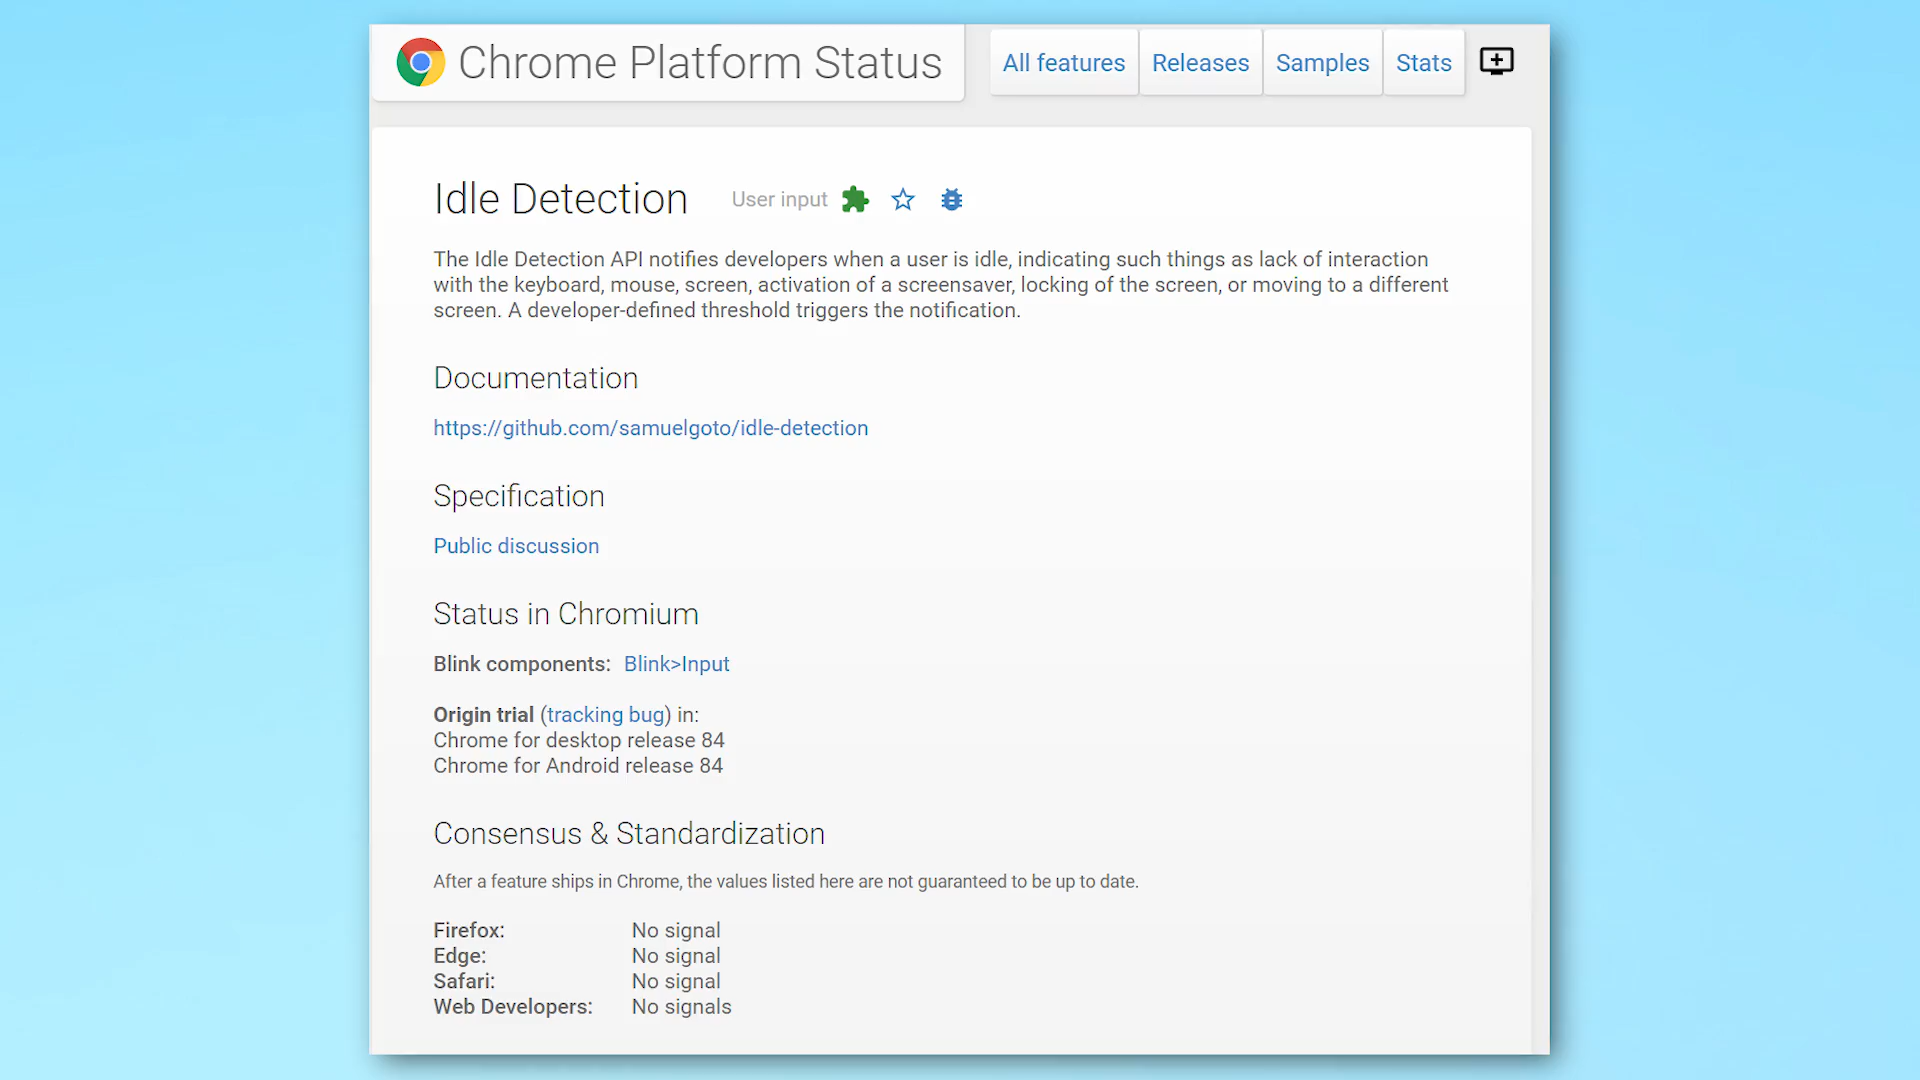 Chrome Platform Status
All features
Releases
Samples
Stats
Idle Detection
User input
The Idle Detection API notifies developers when a user is idle, indicating such things as lack of interaction
with the keyboard, mouse, screen, activation of a screensaver, locking of the screen, or moving to a different
screen. A developer-defined threshold triggers the notification.
Documentation
https://github.com/samuelgoto/idle-detection
Specification
Public discussion
Status in Chromium
Blink components: Blink>Input
Origin trial (tracking bug) in:
Chrome for desktop release 84
Chrome for Android release 84
Consensus & Standardization
After a feature ships in Chrome, the values listed here are not guaranteed to be up to date.
Firefox: No signal
Edge: No signal
Safari: No signal
Web Developers: No signals